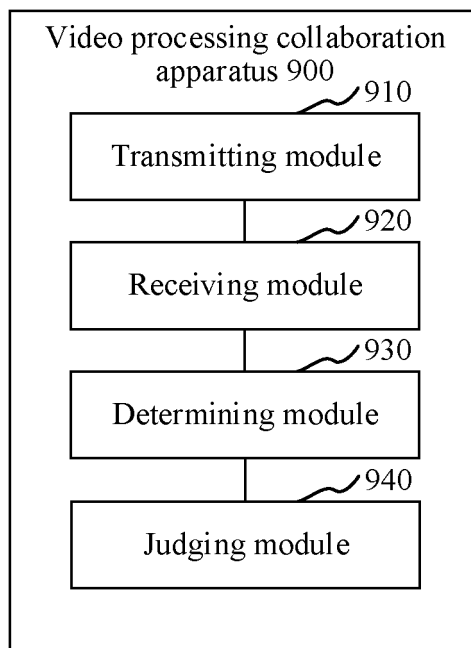 Video processing collaboration
apparatus 900
910
Transmitting module
920
Receiving module
930
Determining module
940
Judging module